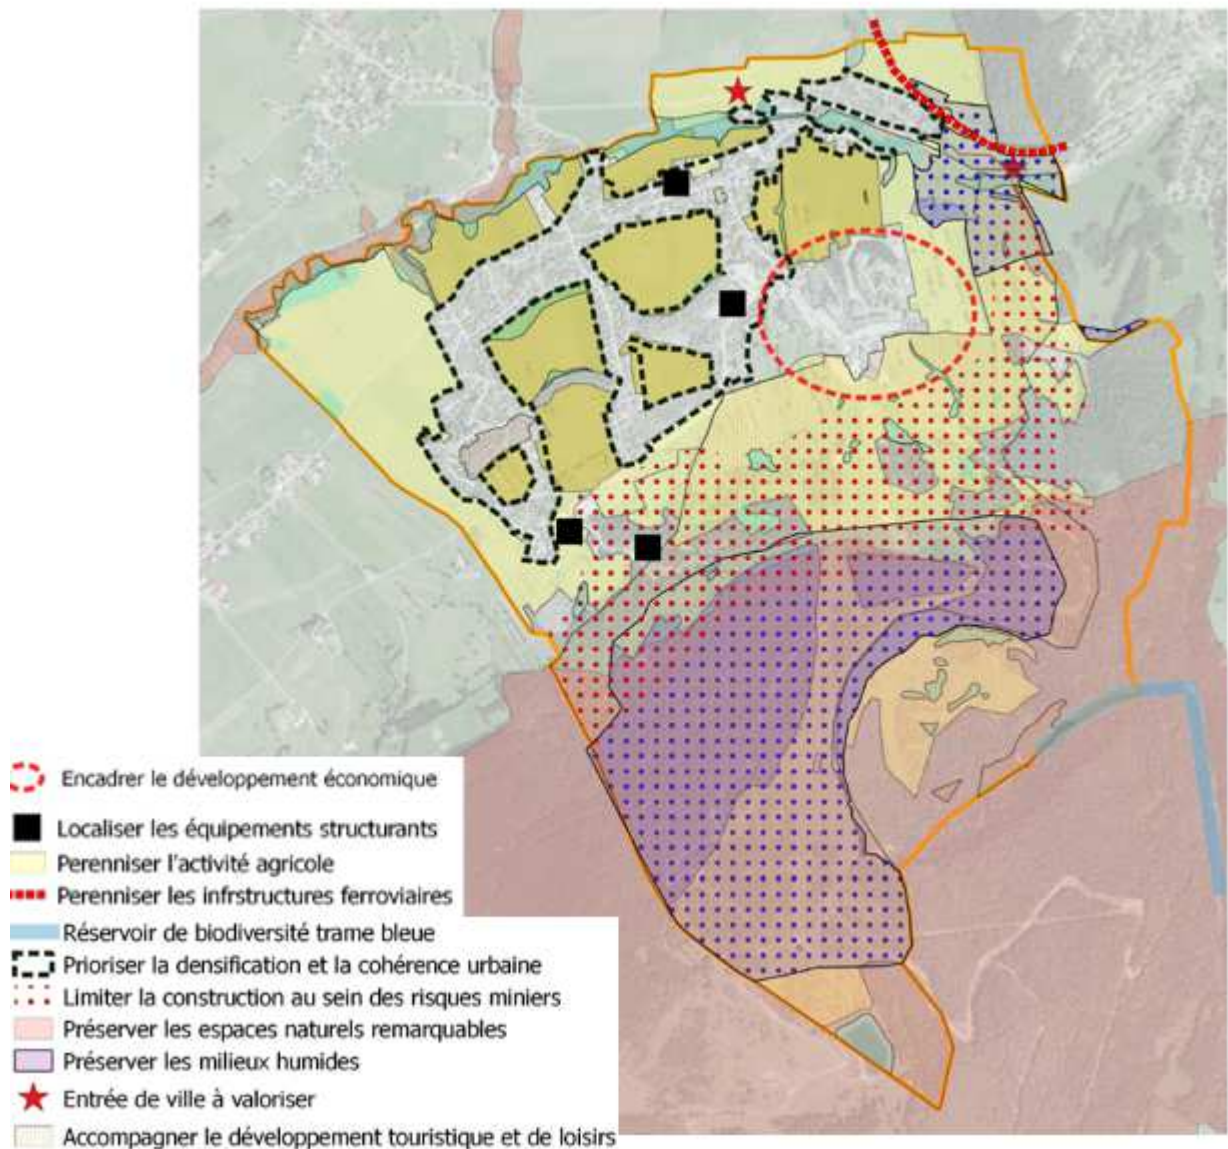 Encadrer le développement économique
Localiser les équipements structurants
Perenniser l'activité agricole
Perenniser les infrstructures ferroviaires
Réservoir de biodiversité trame bleue
Prioriser la densification et la cohérence urbaine
Limiter la construction au sein des risques miniers
Préserver les espaces naturels remarquables
Préserver les milieux humides
Entrée de ville à valoriser
Accompagner le développement touristique et de loisirs